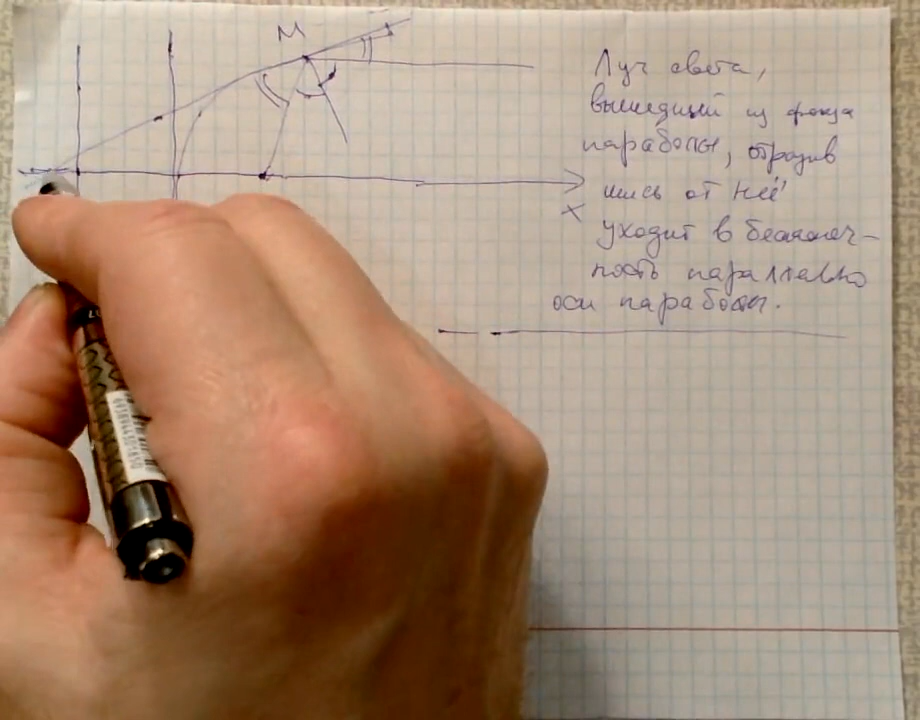 M
Луч света,
вышедший из фокуса
параболы, отразив
шись от неё
x
уходит в бесконеч-
ность параллельно
оси параболы.